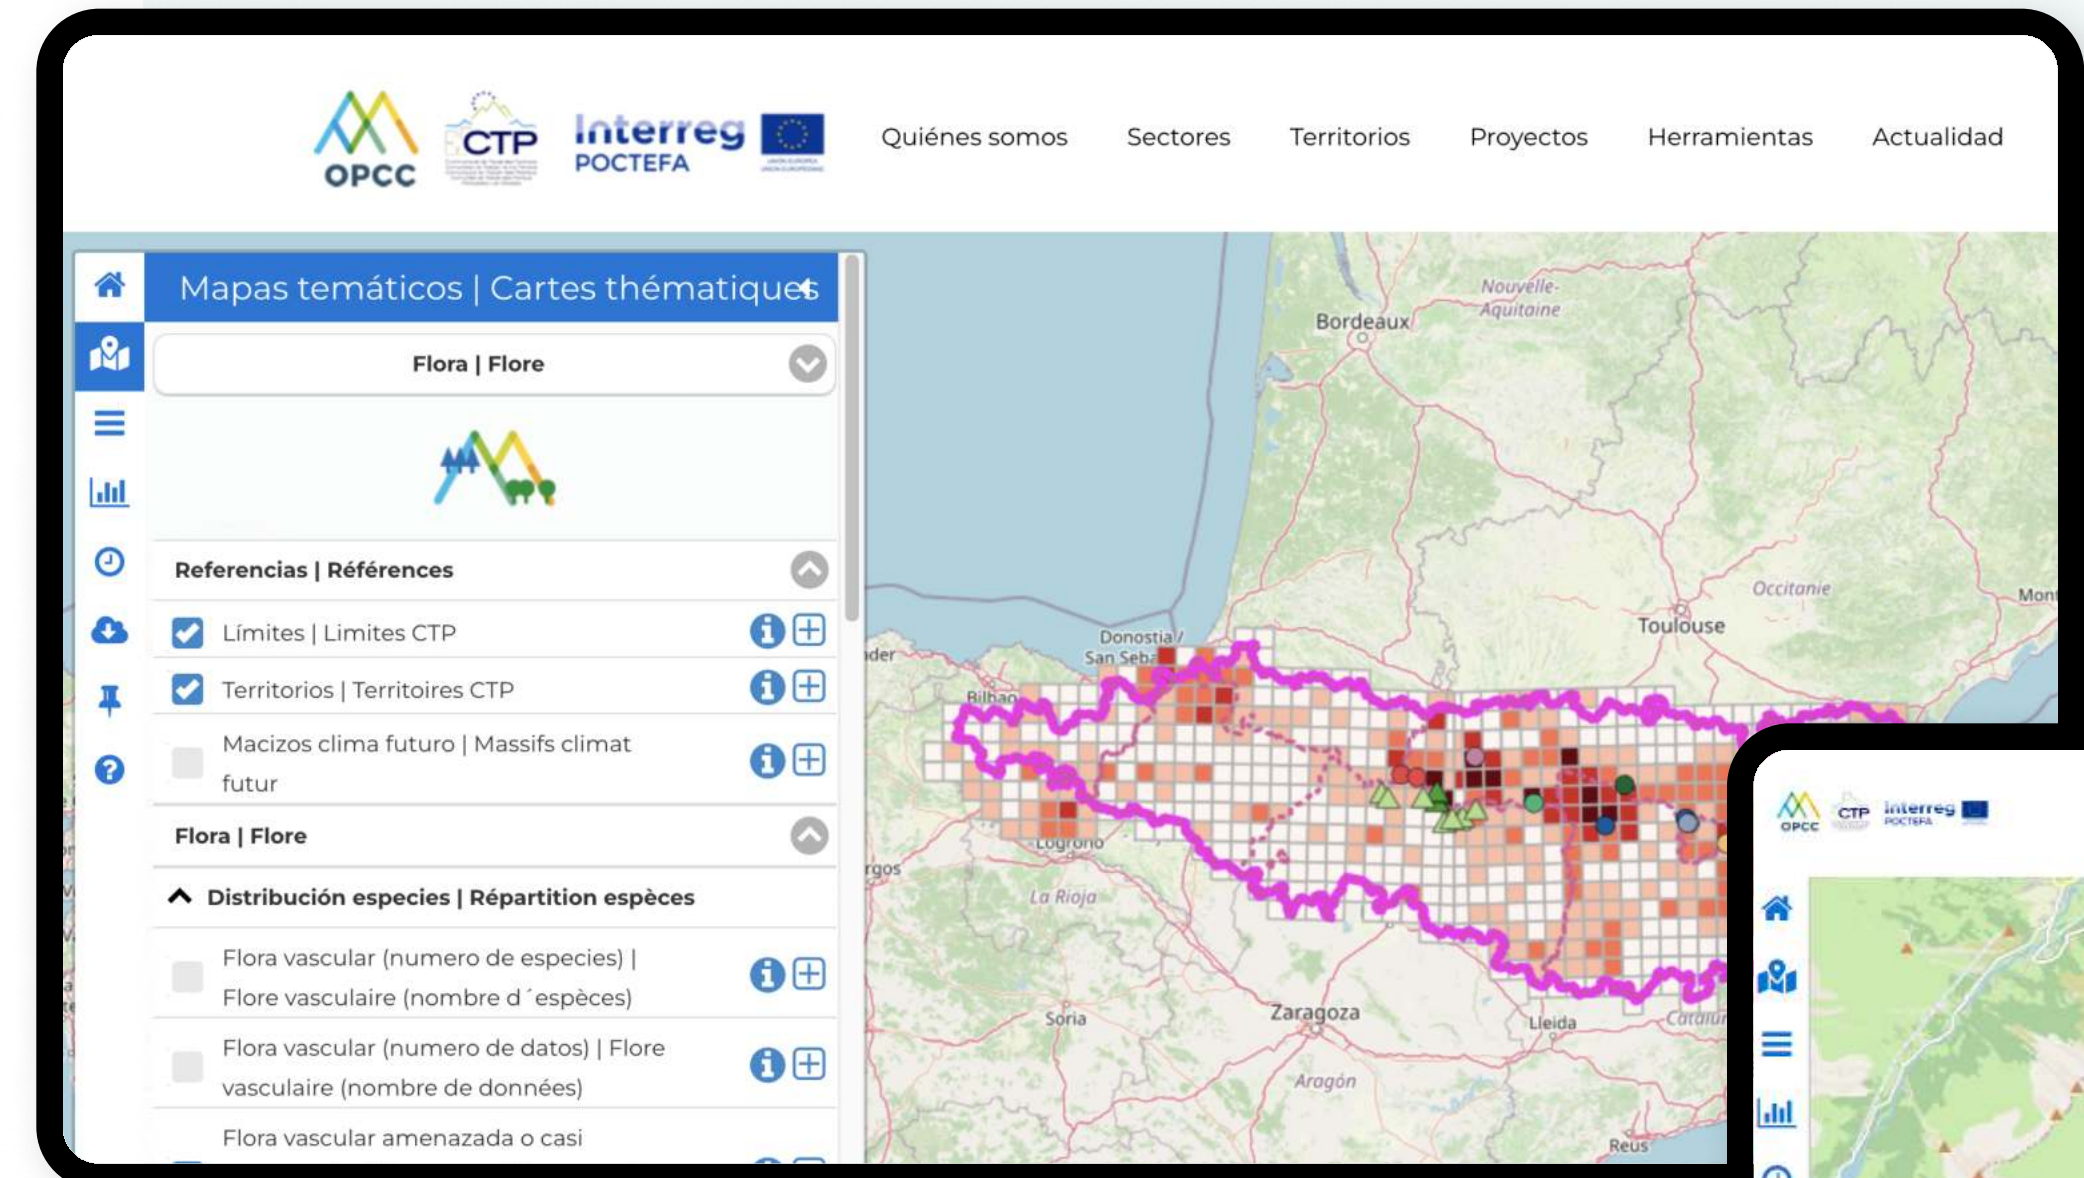 OPCC
CTP
Interreg
POCTEFA
Quiénes somos
Sectores
Territorios
Proyectos
Herramientas
Actualidad
Mapas temáticos | Cartes thématiques
Flora | Flore
Referencias | Références
Límites | Limites CTP
Territorios | Territoires CTP
Macizos clima futuro | Massifs climat
futur
Flora | Flore
Distribución especies | Répartition espèces
Flora vascular (numero de especies) |
Flore vasculaire (nombre d´espèces)
Flora vascular (numero de datos) | Flore
vasculaire (nombre de données)
Flora vascular amenazada o casi
Nouvelle-
Aquitaine
Bordeaux
Occitanie
Mont
Toulouse
Donostia /
San Seba
der
Bilbao
Logroño
rgos
La Rioja
Soria
Zaragoza
Lleida
Catalun
Aragón
Reus
OPCC
CTP
Interreg
POCTEFA